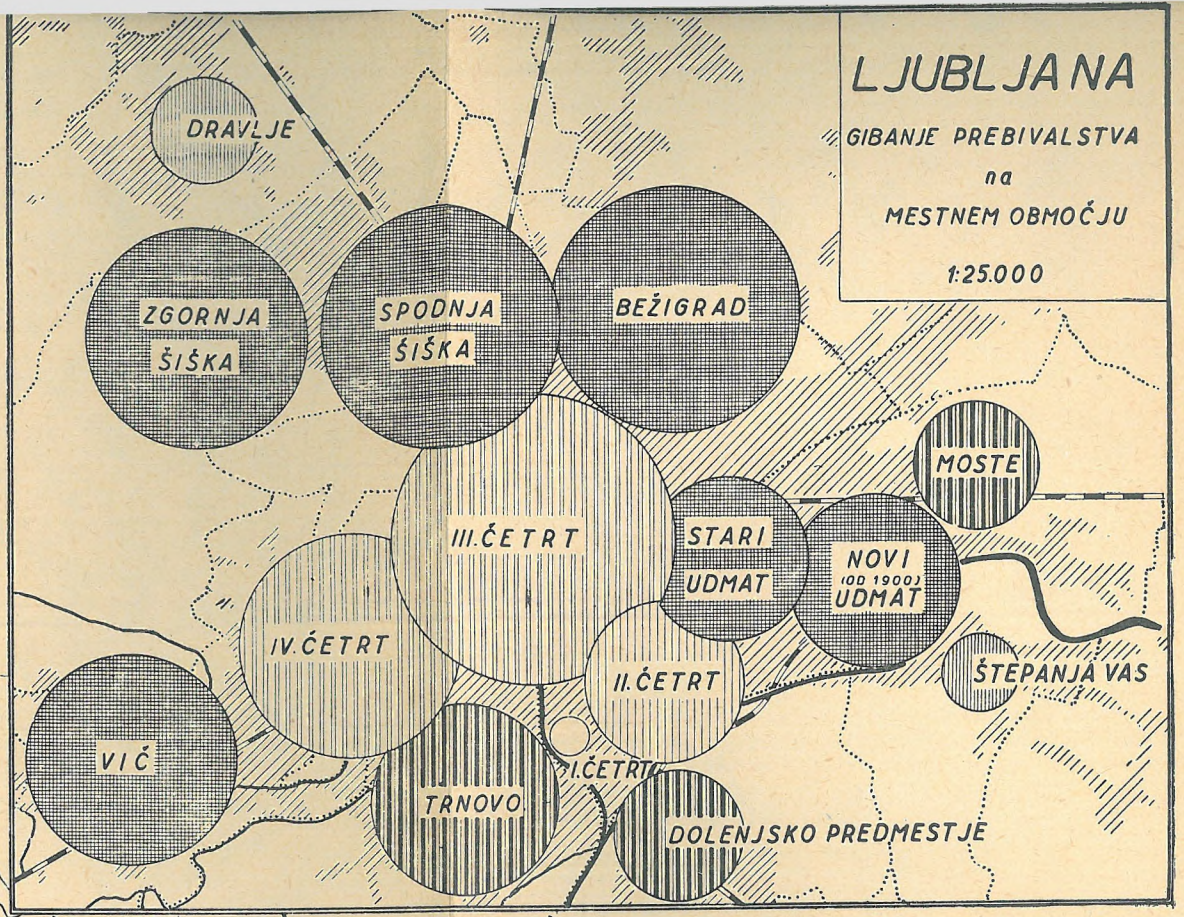 LJUBLJANA
GIBANJE PREBIVALSTVA
na
MESTNEM OBMOČJU
1:25.000
DRAVLJE
ZGORNJA
ŠIŠKA
SPODNJA
ŠIŠKA
BEŽIGRAD
MOSTE
III. ČETRT
STARI
UDMAT
NOVI
(OD 1900)
UDMAT
IV. ČETRT
II. ČETRT
ŠTEPANJA VAS
VIČ
I. ČETRT
TRNOVO
DOLENJSKO PREDMESTJE